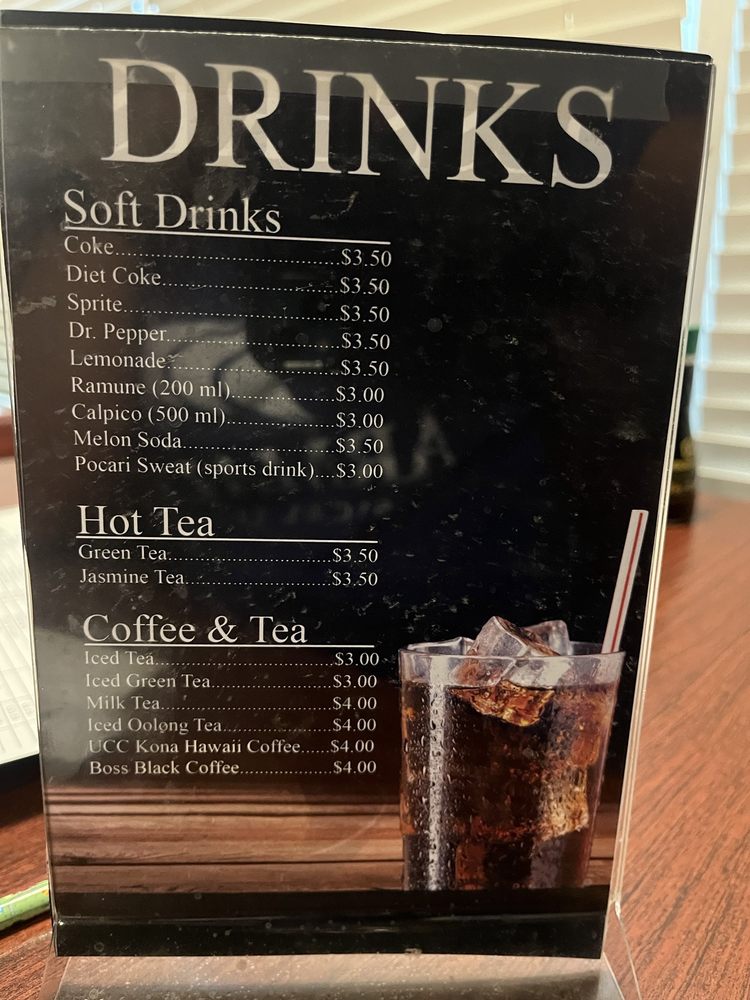 DRINKS
Soft Drinks
Coke....................................$3.50
Diet Coke............................$3.50
Sprite...................................$3.50
Dr. Pepper............................$3.50
Lemonade............................$3.50
Ramune (200 ml).................$3.00
Calpico (500 ml)..................$3.00
Melon Soda.........................$3.50
Pocari Sweat (sports drink)....$3.00
Hot Tea
Green Tea............................$3.50
Jasmine Tea.........................$3.50
Coffee & Tea
Iced Tea...............................$3.00
Iced Green Tea.....................$3.00
Milk Tea..............................$4.00
Iced Oolong Tea...................$4.00
UCC Kona Hawaii Coffee.....$4.00
Boss Black Coffee................$4.00